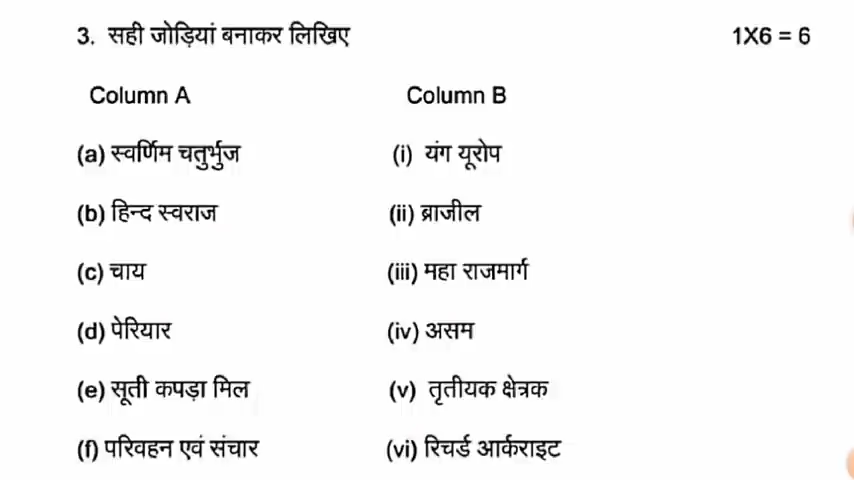 3. सही जोड़ियां बनाकर लिखिए 1X6 = 6
Column A Column B
(a) स्वर्णिम चतुर्भुज (i) यंग यूरोप
(b) हिन्द स्वराज (ii) ब्राजील
(c) चाय (iii) महा राजमार्ग
(d) पेरियार (iv) असम
(e) सूती कपड़ा मिल (v) तृतीयक क्षेत्रक
(f) परिवहन एवं संचार (vi) रिचर्ड आर्कराइट